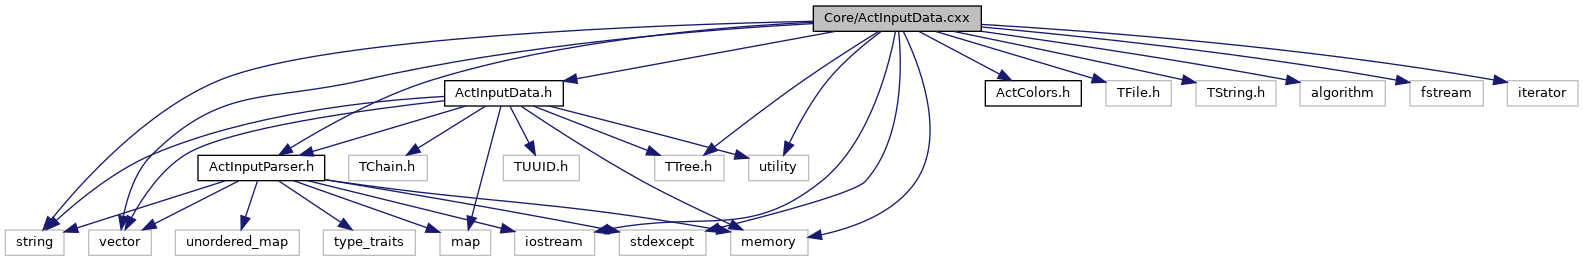 Core/ActInputData.cxx
ActInputData.h
ActColors.h
TFile.h
TString.h
algorithm
fstream
iterator
ActInputParser.h
TChain.h
TUUID.h
TTree.h
utility
string
vector
unordered_map
type_traits
map
iostream
stdexcept
memory